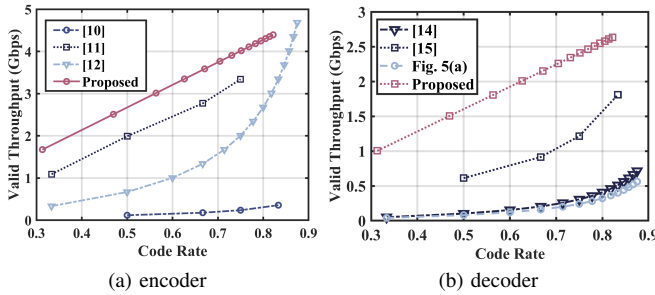 5
4
3
2
1
0
Valid Throughput (Gbps)
[10]
[11]
[12]
Proposed
0.3 0.4 0.5 0.6 0.7 0.8 0.9
Code Rate
(a) encoder
3
2.5
2
1.5
1
0.5
0
Valid Throughput (Gbps)
[14]
[15]
Fig. 5(a)
Proposed
0.3 0.4 0.5 0.6 0.7 0.8 0.9
Code Rate
(b) decoder